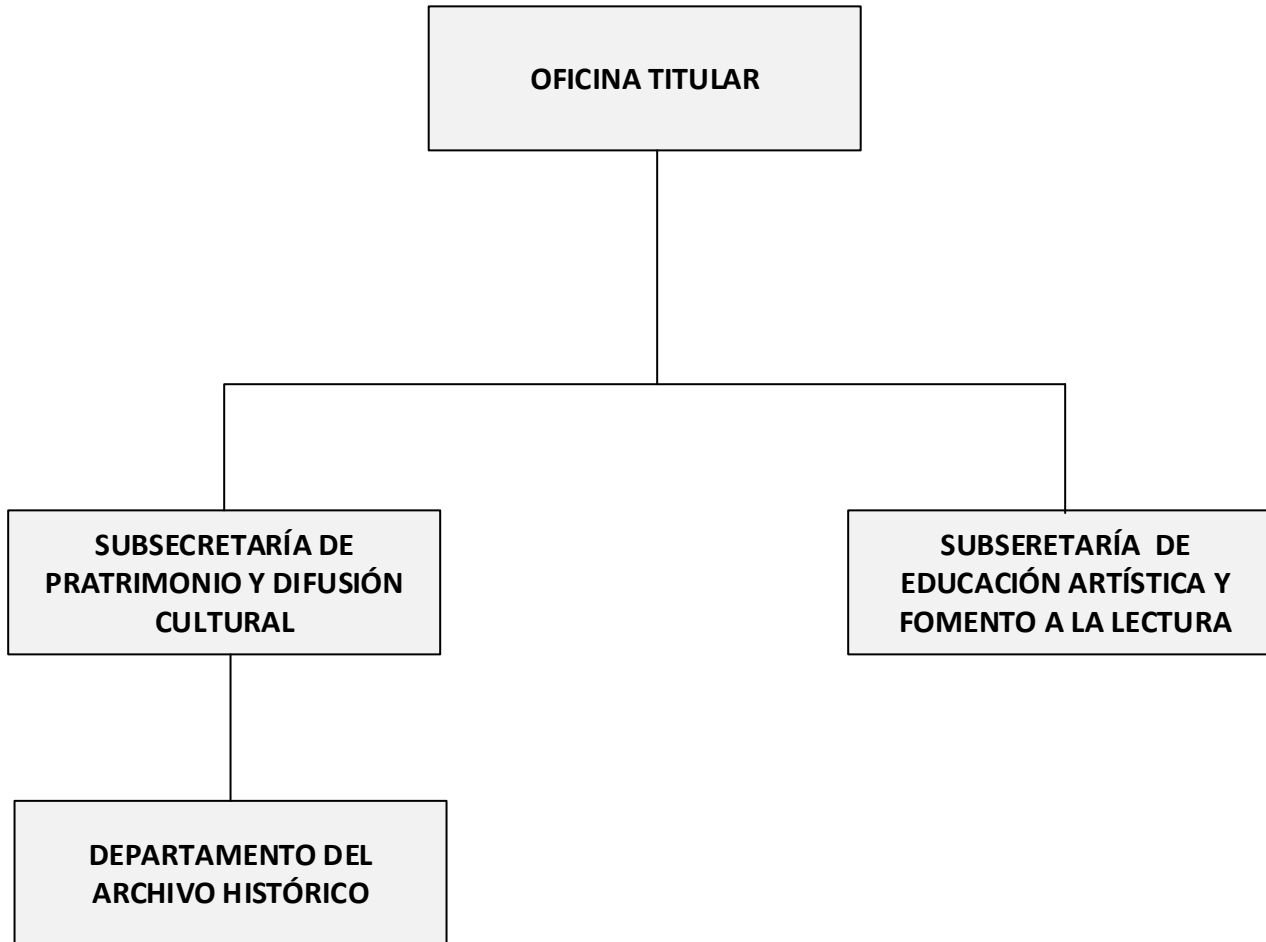 OFICINA TITULAR
SUBSECRETARÍA DE
PRATRIMONIO Y DIFUSIÓN
CULTURAL
SUBSERETARÍA DE
EDUCACIÓN ARTÍSTICA Y
FOMENTO A LA LECTURA
DEPARTAMENTO DEL
ARCHIVO HISTÓRICO